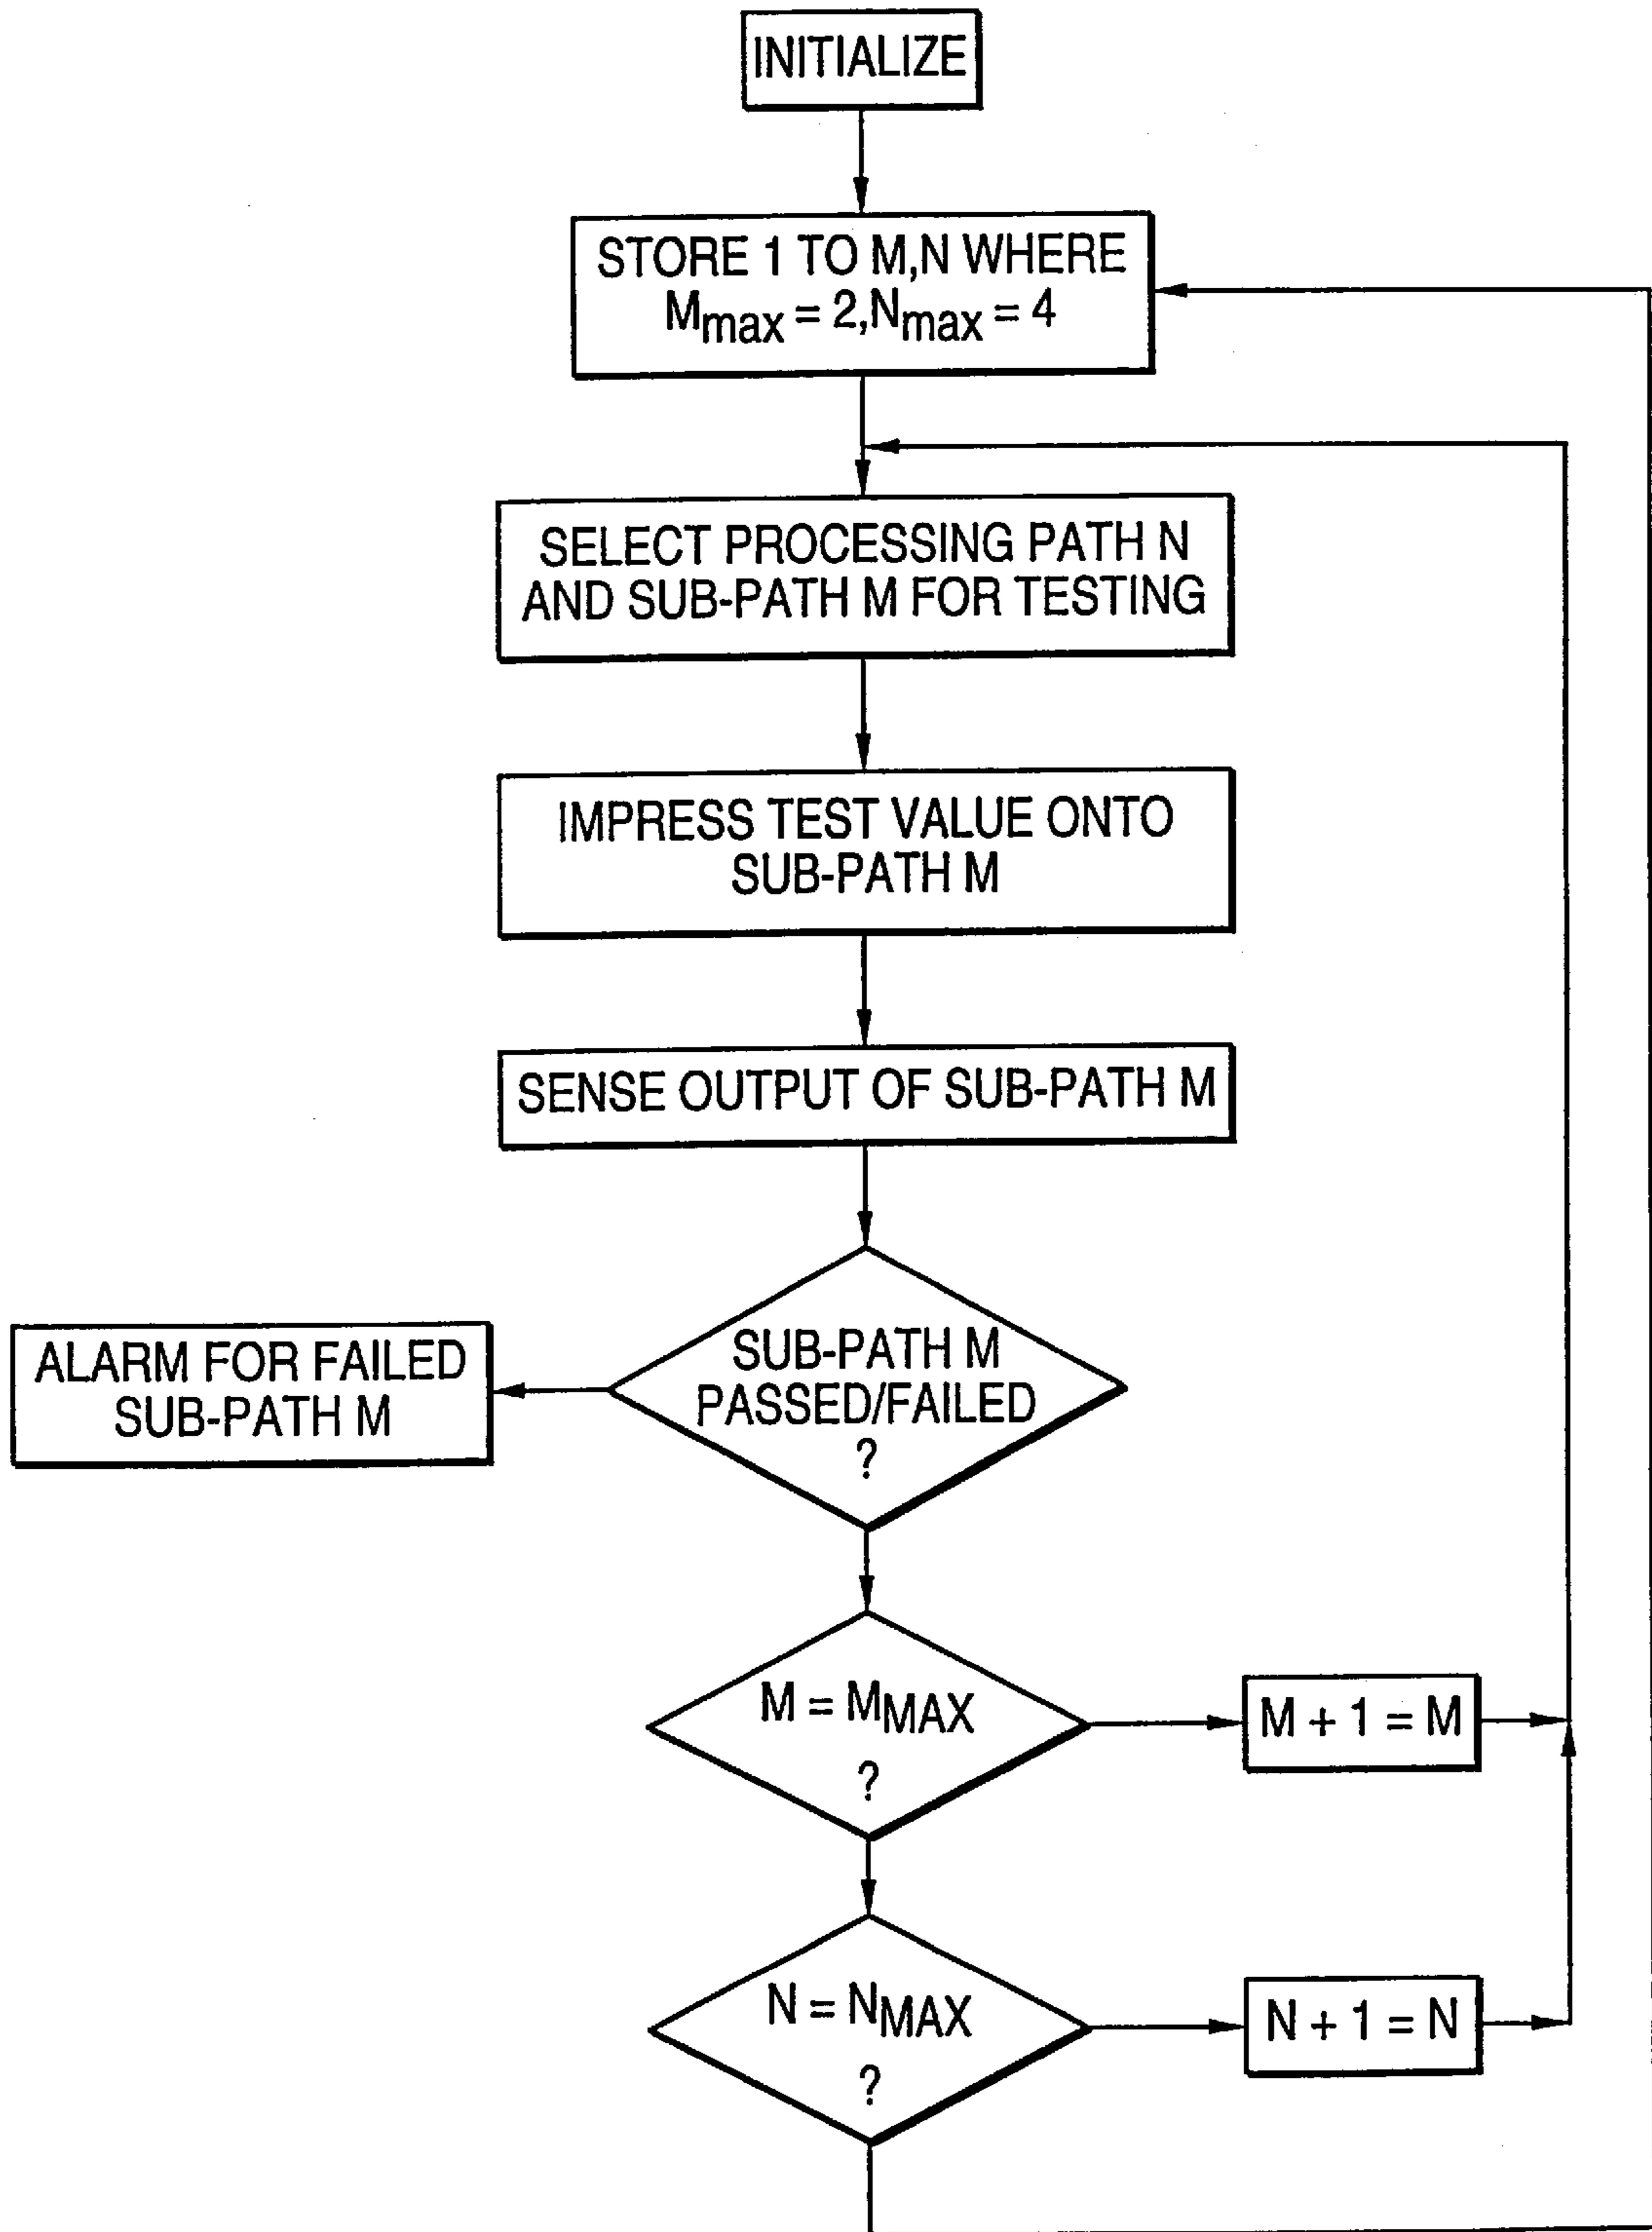 INITIALIZE
STORE 1 TO M,N WHERE
Mmax = 2,Nmax = 4
SELECT PROCESSING PATH N
AND SUB-PATH M FOR TESTING
IMPRESS TEST VALUE ONTO
SUB-PATH M
SENSE OUTPUT OF SUB-PATH M
SUB-PATH M
PASSED/FAILED
?
ALARM FOR FAILED
SUB-PATH M
M = MMAX
?
M + 1 = M
N = NMAX
?
N + 1 = N